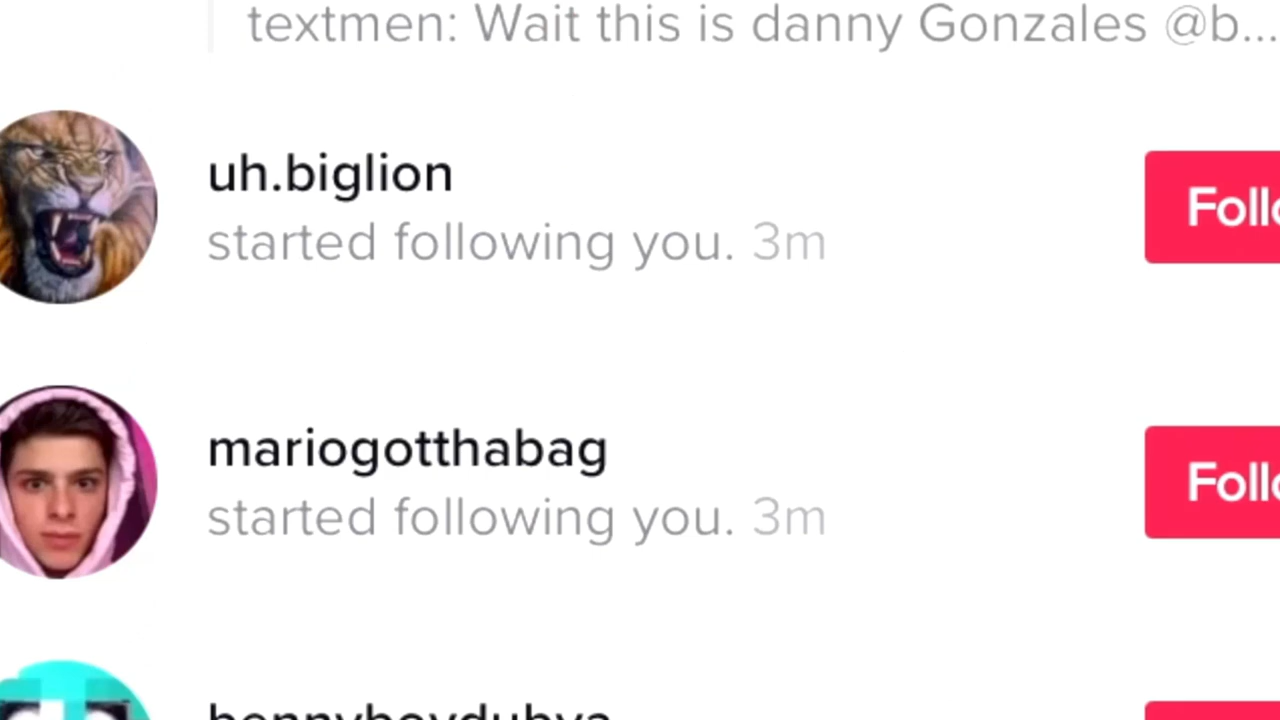 textmen: Wait this is danny Gonzales @b...
uh.biglion
started following you. 3m
Follo
mariogotthabag
started following you. 3m
Follo
bennyboydubya